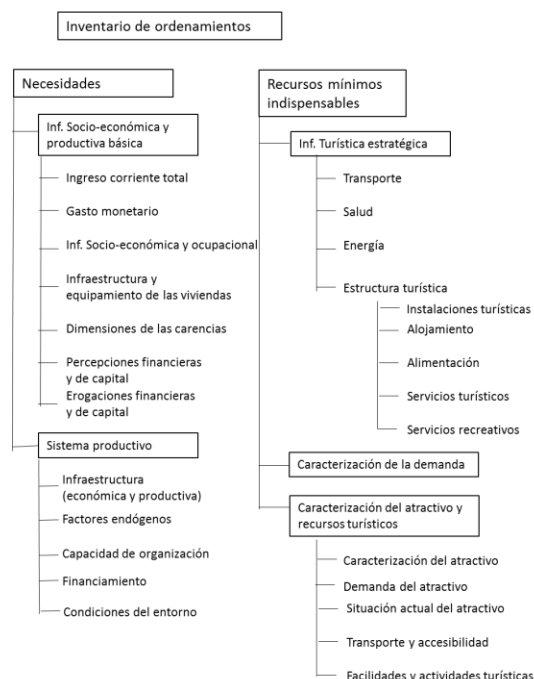 Inventario de ordenamientos
Necesidades
Inf. Socio-económica y
productiva básica
Ingreso corriente total
Gasto monetario
Inf. Socio-económica y ocupacional
Infraestructura y
equipamiento de las viviendas
Dimensiones de las carencias
Percepciones financieras
y de capital
Erogaciones financieras
y de capital
Sistema productivo
Infraestructura
(económica y productiva)
Factores endógenos
Capacidad de organización
Financiamiento
Condiciones del entorno
Recursos mínimos
indispensables
Inf. Turística estratégica
Transporte
Salud
Energía
Estructura turística
Instalaciones turísticas
Alojamiento
Alimentación
Servicios turísticos
Servicios recreativos
Caracterización de la demanda
Caracterización del atractivo y
recursos turísticos
Caracterización del atractivo
Demanda del atractivo
Situación actual del atractivo
Transporte y accesibilidad
Facilidades y actividades turísticas